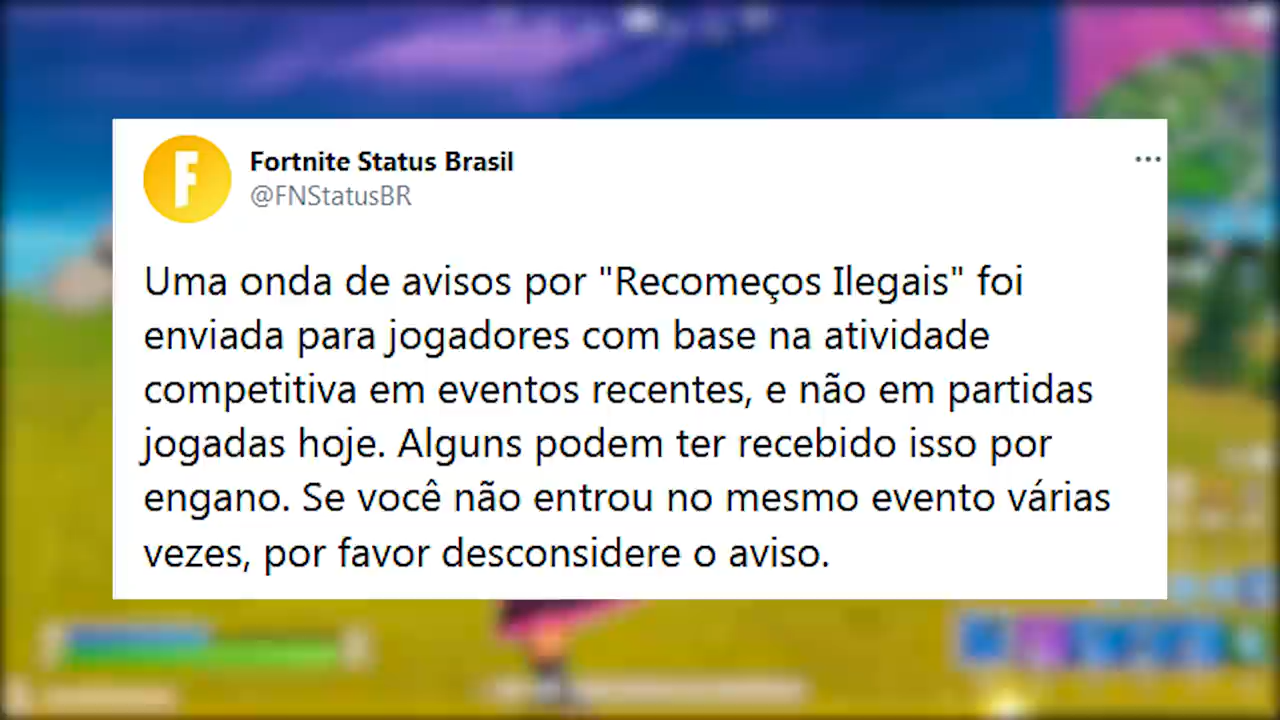 F
Fortnite Status Brasil
@FNStatusBR
...
Uma onda de avisos por "Recomeços Ilegais" foi
enviada para jogadores com base na atividade
competitiva em eventos recentes, e não em partidas
jogadas hoje. Alguns podem ter recebido isso por
engano. Se você não entrou no mesmo evento várias
vezes, por favor desconsidere o aviso.